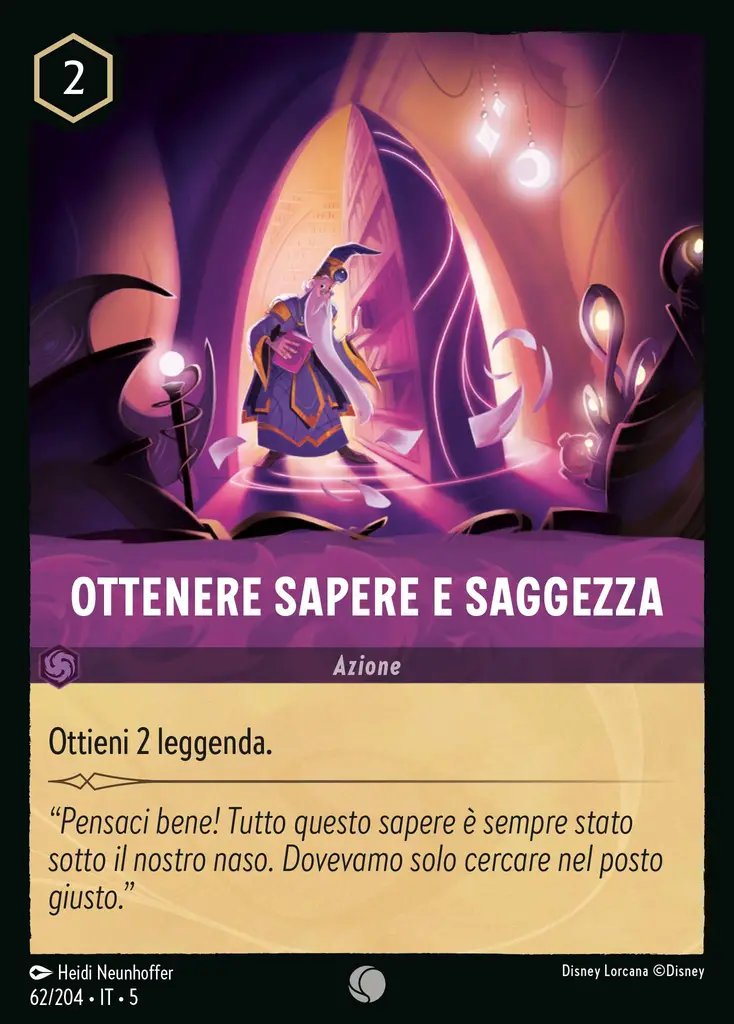 2
OTTENERE SAPERE E SAGGEZZA
Azione
Ottieni 2 leggenda.
“Pensaci bene! Tutto questo sapere è sempre stato
sotto il nostro naso. Dovevamo solo cercare nel posto
giusto.”
Heidi Neunhoffer
Disney Lorcana ©Disney
62/204 • IT • 5